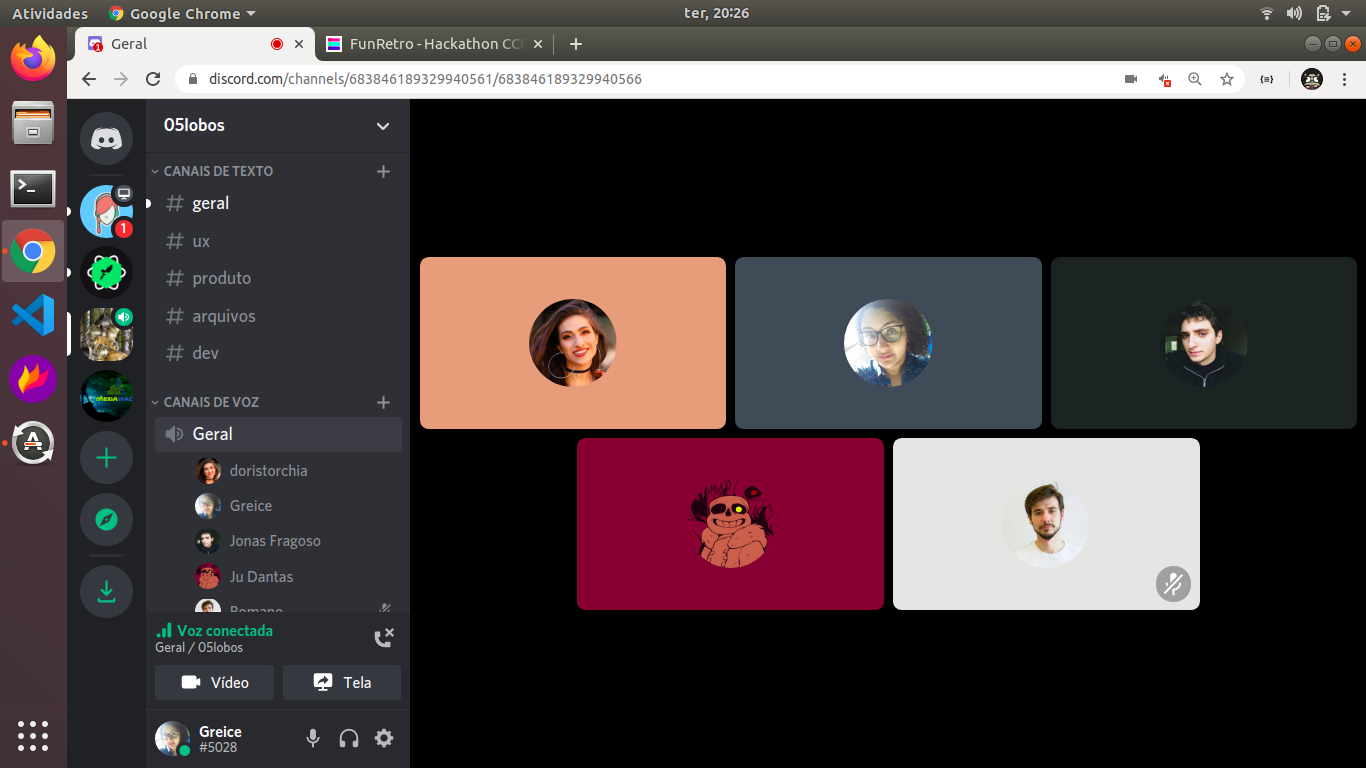 Atividades
Google Chrome
ter, 20:26
Geral
FunRetro - Hackathon CCR
discord.com/channels/683846189329940561/683846189329940566
05lobos
CANAIS DE TEXTO
geral
1
ux
produto
arquivos
dev
CANAIS DE VOZ
Geral
doristorchia
Greice
Jonas Fragoso
Ju Dantas
Romano
Voz conectada
Geral / 05lobos
Vídeo
Tela
Greice
#5028